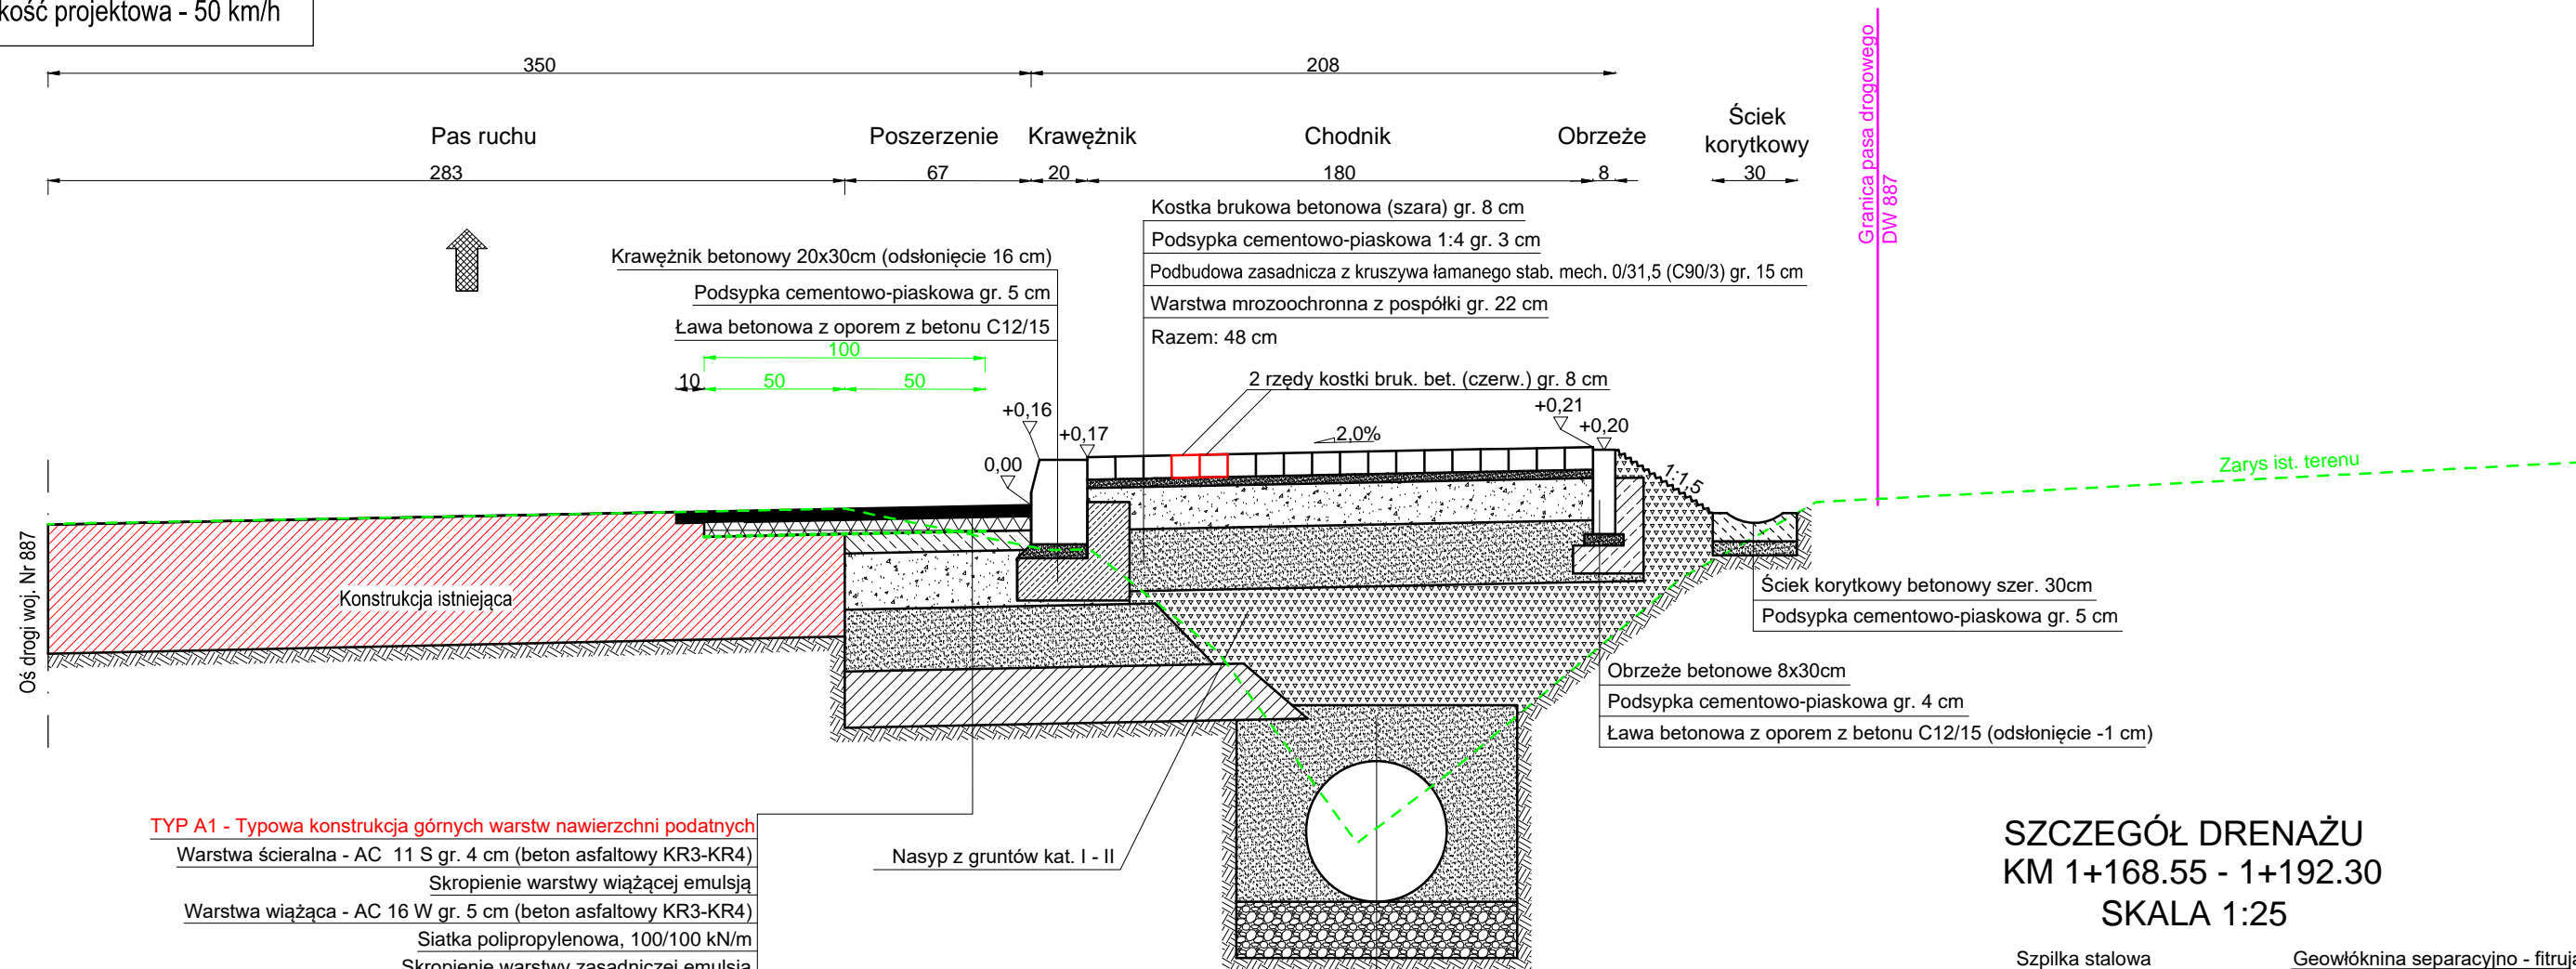 kość projektowa - 50 km/h
350
208
Pas ruchu
Poszerzenie
Krawężnik
Chodnik
Obrzeże
Ściek
korytkowy
283
67
20
180
8
30
Granica pasa drogowego
DW 887
Kostka brukowa betonowa (szara) gr. 8 cm
Podsypka cementowo-piaskowa 1:4 gr. 3 cm
Podbudowa zasadnicza z kruszywa łamanego stab. mech. 0/31,5 (C90/3) gr. 15 cm
Warstwa mrozoochronna z pospółki gr. 22 cm
Razem: 48 cm
Krawężnik betonowy 20x30cm (odsłonięcie 16 cm)
Podsypka cementowo-piaskowa gr. 5 cm
Ława betonowa z oporem z betonu C12/15
100
10
50
50
2 rzędy kostki bruk. bet. (czerw.) gr. 8 cm
+0,16
+0,17
0,00
2,0%
+0,21
+0,20
1:1,5
Zarys ist. terenu
Oś drogi woj. Nr 887
Konstrukcja istniejąca
Ściek korytkowy betonowy szer. 30cm
Podsypka cementowo-piaskowa gr. 5 cm
Obrzeże betonowe 8x30cm
Podsypka cementowo-piaskowa gr. 4 cm
Ława betonowa z oporem z betonu C12/15 (odsłonięcie -1 cm)
TYP A1 - Typowa konstrukcja górnych warstw nawierzchni podatnych
Warstwa ścieralna - AC 11 S gr. 4 cm (beton asfaltowy KR3-KR4)
Skropienie warstwy wiążącej emulsją
Warstwa wiążąca - AC 16 W gr. 5 cm (beton asfaltowy KR3-KR4)
Siatka polipropylenowa, 100/100 kN/m
Skropienie warstwy zasadniczej emulsją
Nasyp z gruntów kat. I - II
SZCZEGÓŁ DRENAŻU
KM 1+168.55 - 1+192.30
SKALA 1:25
Szpilka stalowa
Geowłóknina separacyjno - fitruj